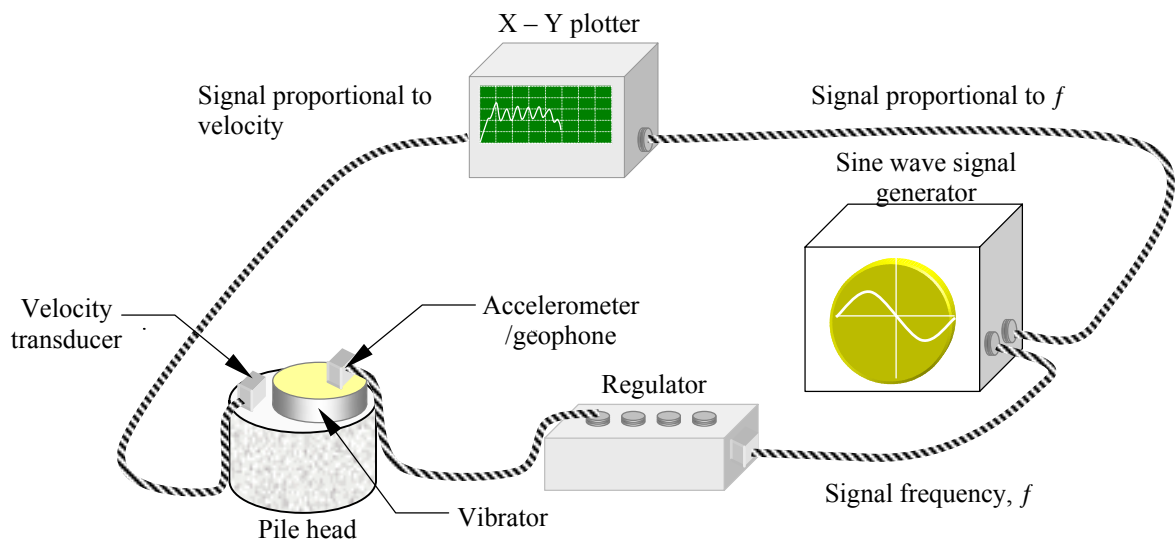 X – Y plotter
Signal proportional to
velocity
Signal proportional to f
Sine wave signal
generator
Velocity
transducer
Accelerometer
/geophone
Regulator
Signal frequency, f
Vibrator
Pile head